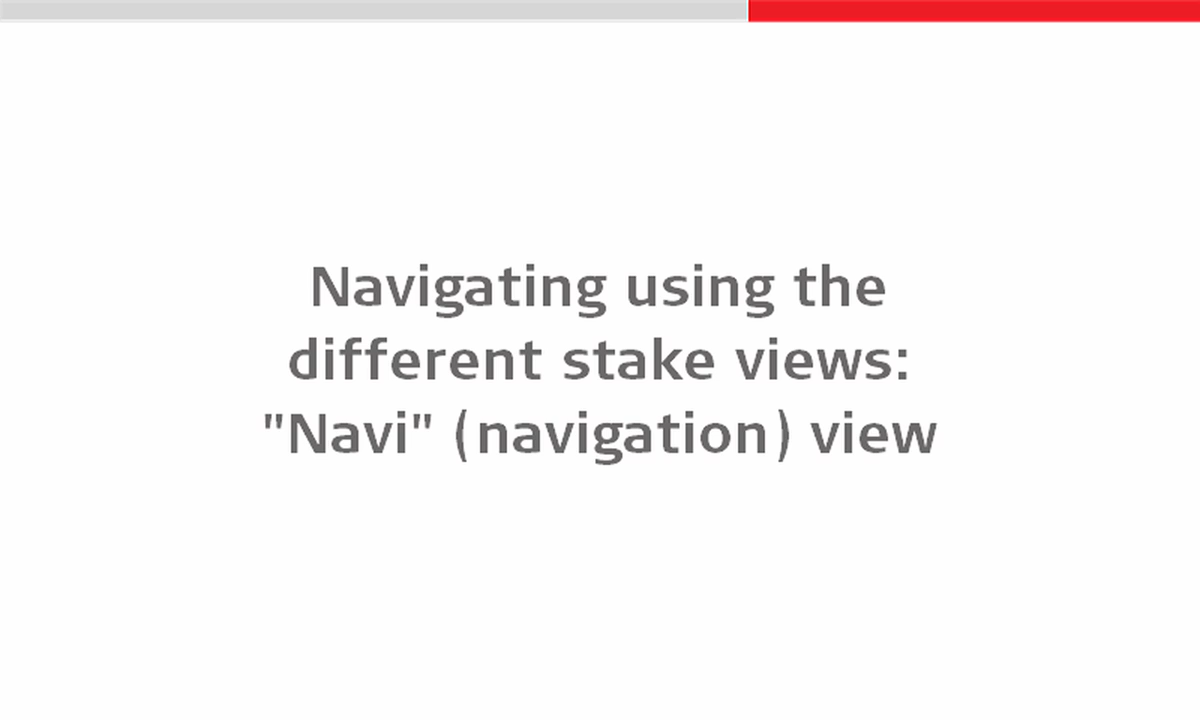 Navigating using the
different stake views:
"Navi" (navigation) view